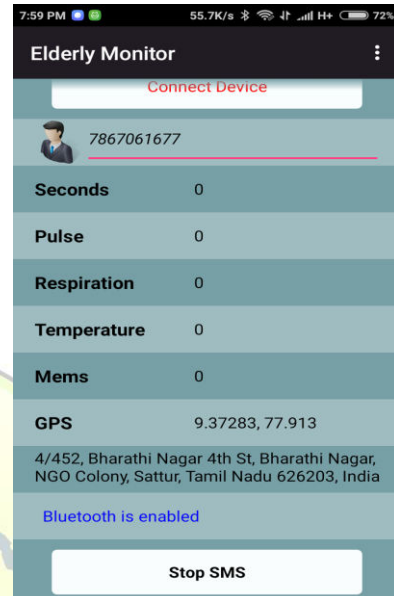 7:59 PM 55.7K/s H+ 72%
Elderly Monitor
Connect Device
7867061677
Seconds 0
Pulse 0
Respiration 0
Temperature 0
Mems 0
GPS 9.37283, 77.913
4/452, Bharathi Nagar 4th St, Bharathi Nagar,
NGO Colony, Sattur, Tamil Nadu 626203, India
Bluetooth is enabled
Stop SMS